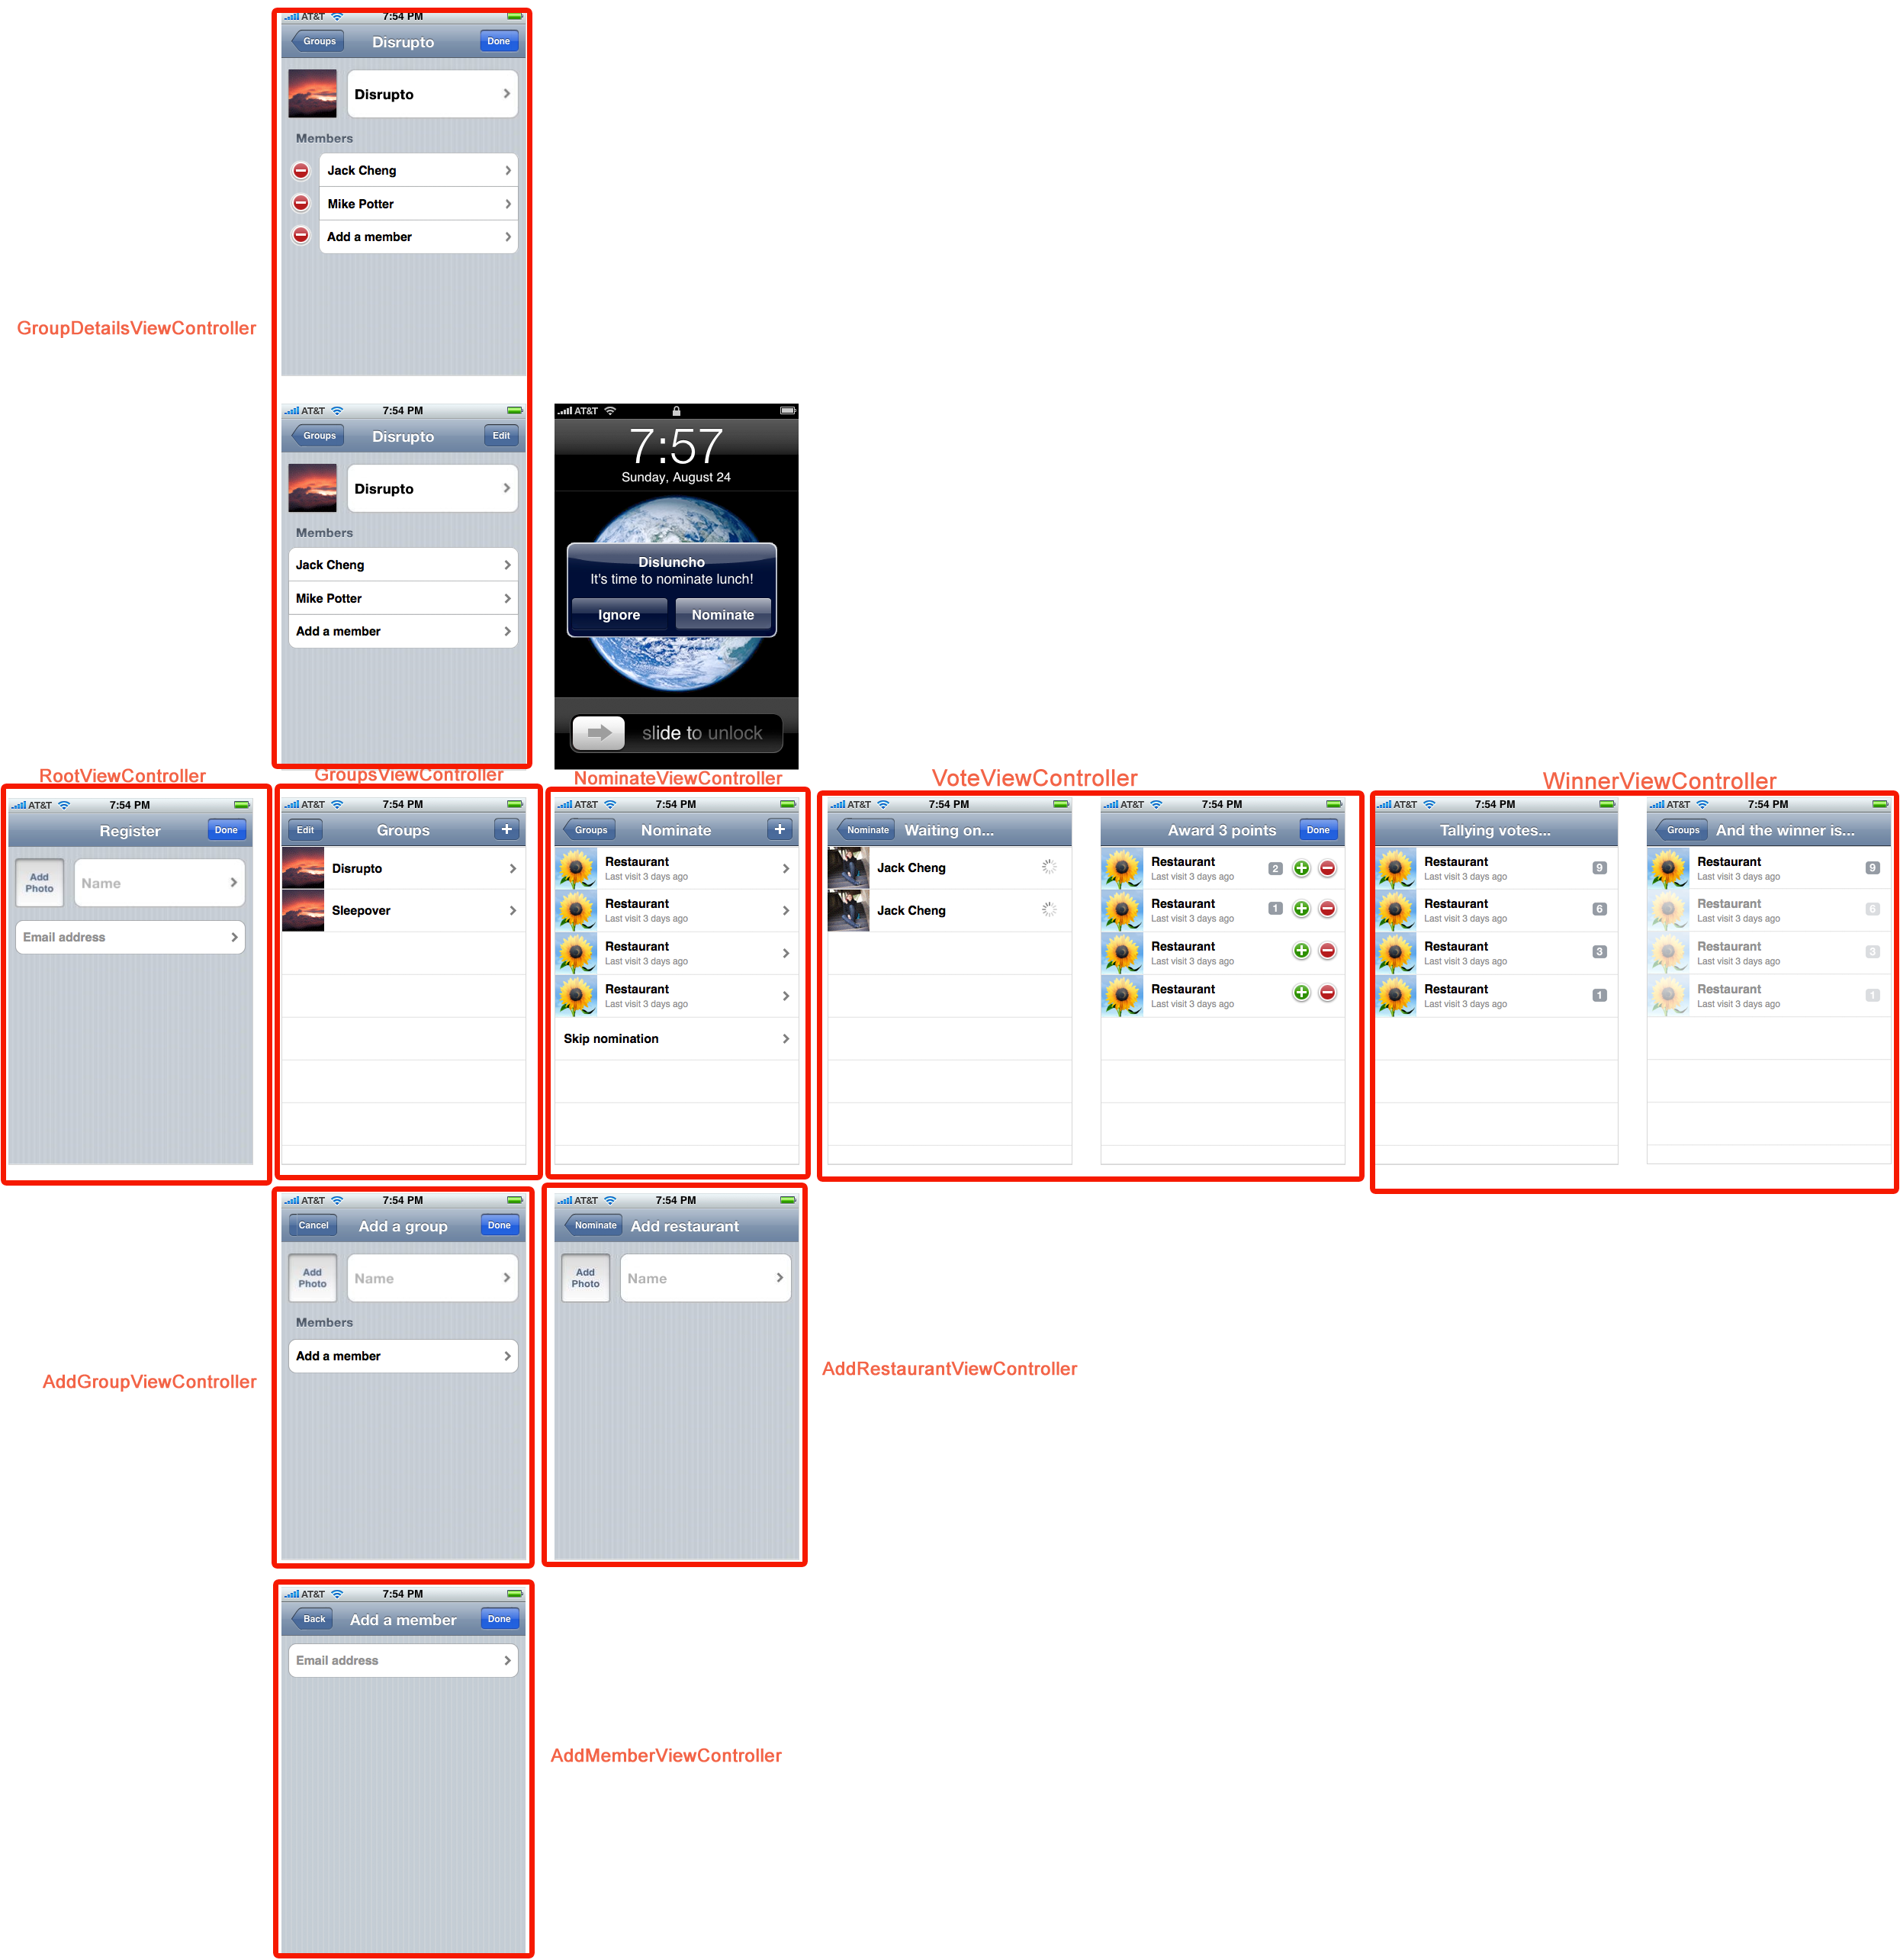 AT&T 7:54 PM
Groups Disrupto Done
Disrupto
Members
Jack Cheng
Mike Potter
Add a member
GroupDetailsViewController
AT&T 7:54 PM
Groups Disrupto Edit
Disrupto
Members
Jack Cheng
Mike Potter
Add a member
AT&T
7:57
Sunday, August 24
Disluncho
It's time to nominate lunch!
Ignore Nominate
slide to unlock
RootViewController
AT&T 7:54 PM
Register Done
Add
Photo
Name
Email address
GroupsViewController
AT&T 7:54 PM
Edit Groups +
Disrupto
Sleepover
NominateViewController
AT&T 7:54 PM
Groups Nominate +
Restaurant
Last visit 3 days ago
Restaurant
Last visit 3 days ago
Restaurant
Last visit 3 days ago
Restaurant
Last visit 3 days ago
Skip nomination
VoteViewController
AT&T 7:54 PM
Nominate Waiting on...
Jack Cheng
Jack Cheng
AT&T 7:54 PM
Award 3 points Done
Restaurant 2
Last visit 3 days ago
Restaurant 1
Last visit 3 days ago
Restaurant
Last visit 3 days ago
Restaurant
Last visit 3 days ago
WinnerViewController
AT&T 7:54 PM
Tallying votes...
Restaurant 9
Last visit 3 days ago
Restaurant 6
Last visit 3 days ago
Restaurant 3
Last visit 3 days ago
Restaurant 1
Last visit 3 days ago
AT&T 7:54 PM
Groups And the winner is...
Restaurant 9
Last visit 3 days ago
Restaurant 6
Last visit 3 days ago
Restaurant 3
Last visit 3 days ago
Restaurant 1
Last visit 3 days ago
AddGroupViewController
AT&T 7:54 PM
Cancel Add a group Done
Add
Photo
Name
Members
Add a member
AT&T 7:54 PM
Nominate Add restaurant
Add
Photo
Name
AddRestaurantViewController
AT&T 7:54 PM
Back Add a member Done
Email address
AddMemberViewController